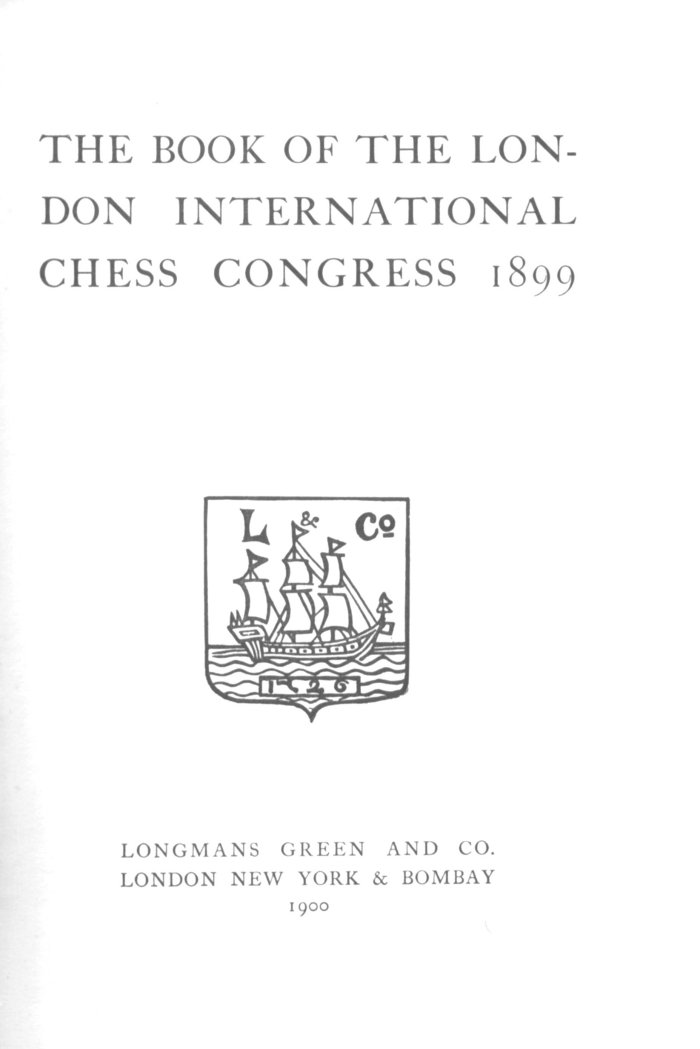 THE BOOK OF THE LON-
DON INTERNATIONAL
CHESS CONGRESS 1899
L & Co
1726
LONGMANS GREEN AND CO.
LONDON NEW YORK & BOMBAY
1900